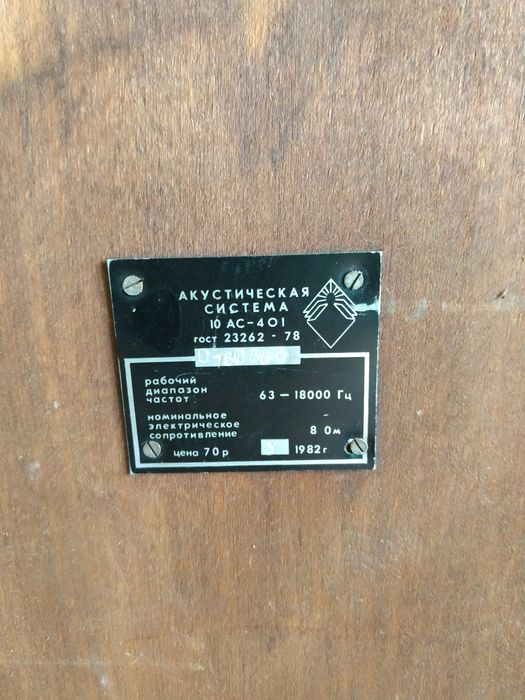 АКУСТИЧЕСКАЯ
СИСТЕМА
10 АС-401
гост 23262 - 78
рабочий
диапазон
частот
63 — 18000 Гц
номинальное
электрическое
сопротивление
8 Ом
цена 70 р
1982 г